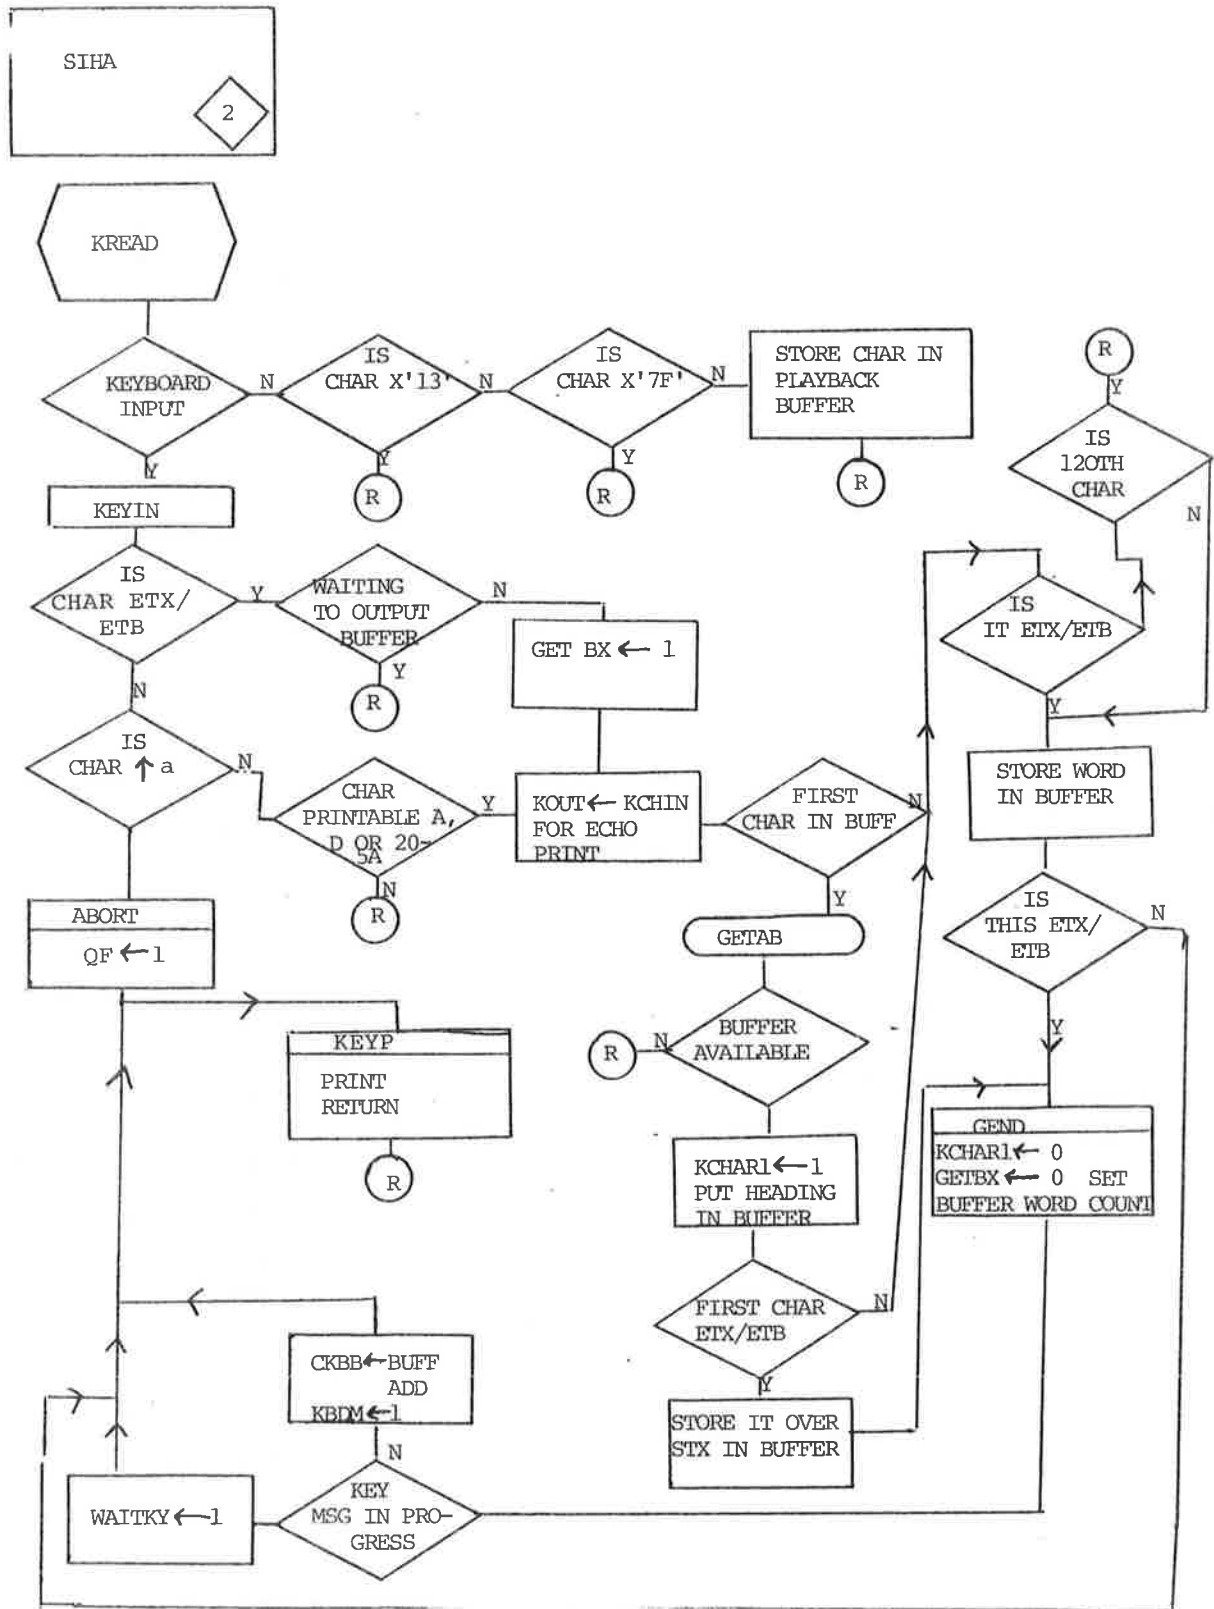 SIHA
2
KREAD
KEYBOARD
INPUT
N
Y
IS
CHAR X'13'
N
Y
R
IS
CHAR X'7F'
N
Y
R
STORE CHAR IN
PLAYBACK
BUFFER
R
R
Y
IS
120TH
CHAR
N
KEYIN
IS
CHAR ETX/
ETB
Y
N
WAITING
TO OUTPUT
BUFFER
N
Y
R
GET BX ← 1
IS
IT ETX/ETB
Y
IS
CHAR ↑ a
N
CHAR
PRINTABLE A,
D OR 20-
5A
Y
N
R
KOUT ← KCHIN
FOR ECHO
PRINT
FIRST
CHAR IN BUFF
N
Y
STORE WORD
IN BUFFER
ABORT
QF ← 1
GETAB
IS
THIS ETX/
ETB
N
Y
KEYP
PRINT
RETURN
R
BUFFER
AVAILABLE
N
R
KCHAR1 ← 1
PUT HEADING
IN BUFFER
GEND
KCHAR1 ← 0
GETBX ← 0 SET
BUFFER WORD COUNT
FIRST CHAR
ETX/ETB
N
Y
CKBB ← BUFF
ADD
KBDM ← 1
STORE IT OVER
STX IN BUFFER
N
KEY
MSG IN PRO-
GRESS
WAITKY ← 1